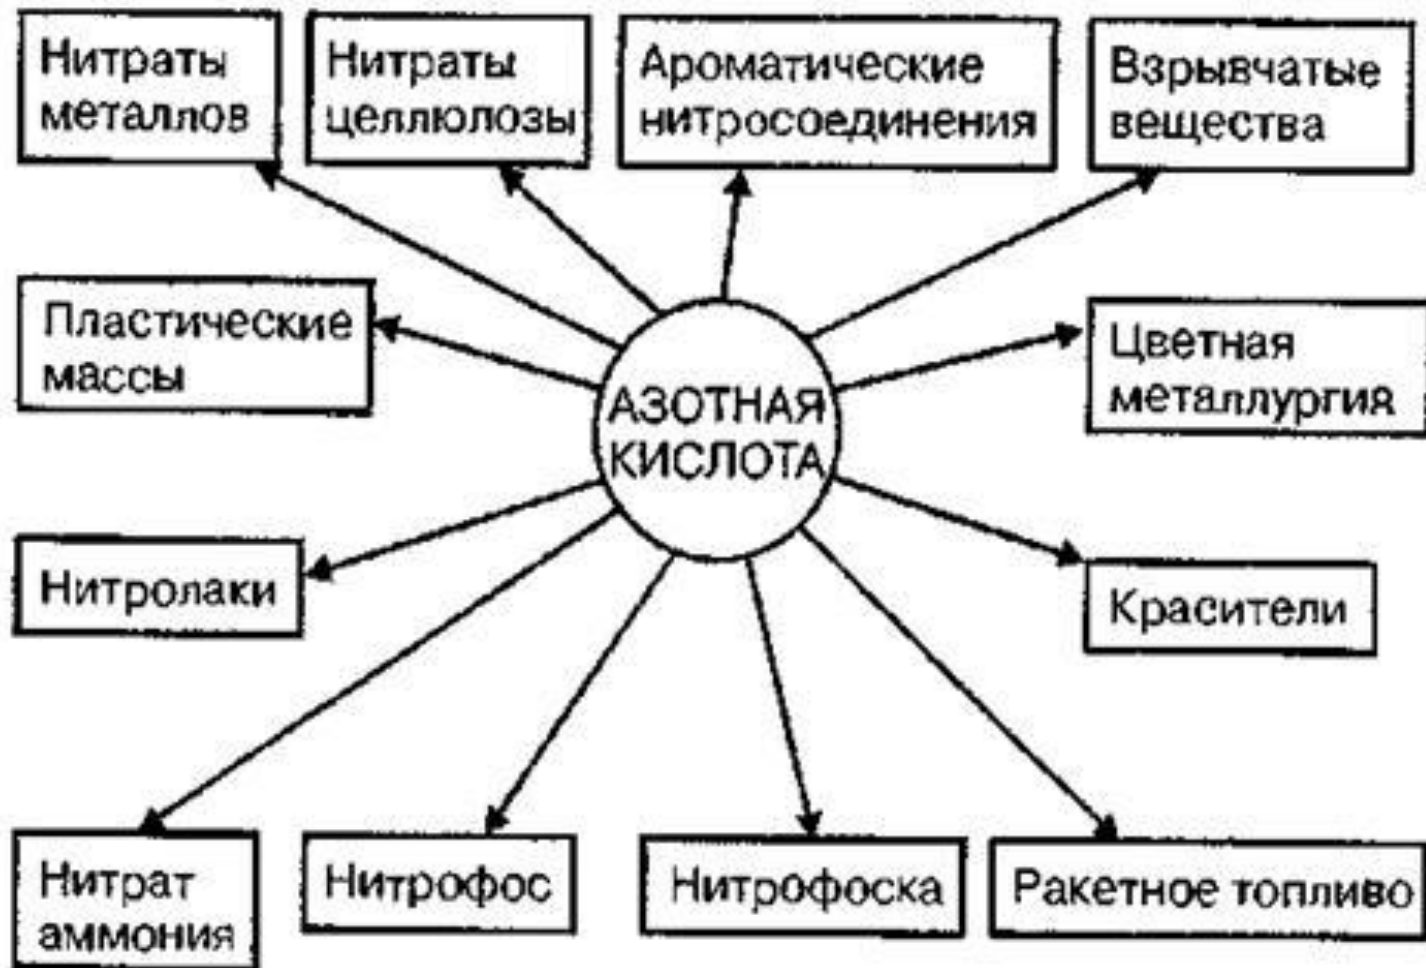 Нитраты
металлов
Нитраты
целлюлозы
Ароматические
нитросоединения
Взрывчатые
вещества
Пластические
массы
АЗОТНАЯ
КИСЛОТА
Цветная
металлургия
Нитролаки
Красители
Нитрат
аммония
Нитрофос
Нитрофоска
Ракетное топливо